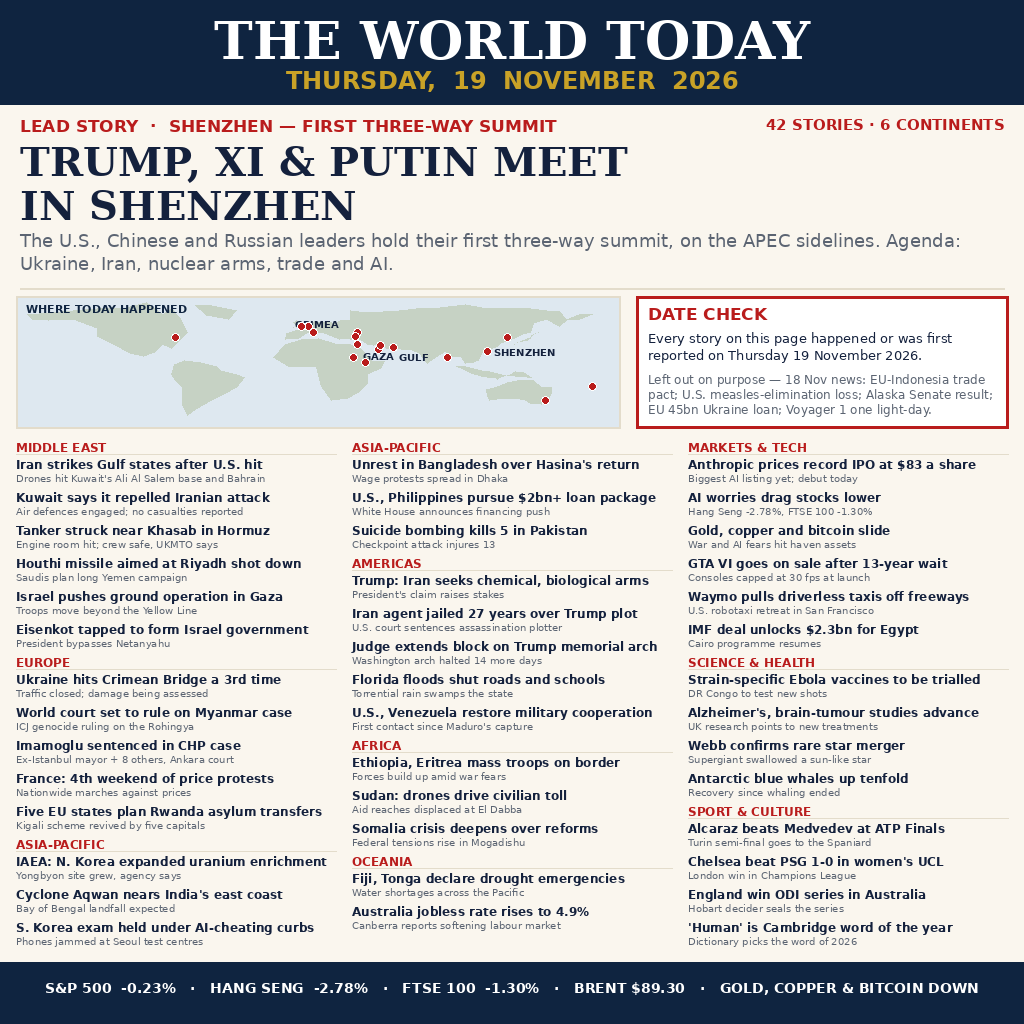 THE WORLD TODAY
THURSDAY, 19 NOVEMBER 2026
LEAD STORY · SHENZHEN — FIRST THREE-WAY SUMMIT
42 STORIES · 6 CONTINENTS
TRUMP, XI & PUTIN MEET
IN SHENZHEN
The U.S., Chinese and Russian leaders hold their first three-way summit, on the APEC sidelines. Agenda:
Ukraine, Iran, nuclear arms, trade and AI.
WHERE TODAY HAPPENED
CRIMEA
GAZA
GULF
SHENZHEN
DATE CHECK
Every story on this page happened or was first
reported on Thursday 19 November 2026.
Left out on purpose — 18 Nov news: EU-Indonesia trade
pact; U.S. measles-elimination loss; Alaska Senate result;
EU 45bn Ukraine loan; Voyager 1 one light-day.
MIDDLE EAST
Iran strikes Gulf states after U.S. hit
Drones hit Kuwait's Ali Al Salem base and Bahrain
Kuwait says it repelled Iranian attack
Air defences engaged; no casualties reported
Tanker struck near Khasab in Hormuz
Engine room hit; crew safe, UKMTO says
Houthi missile aimed at Riyadh shot down
Saudis plan long Yemen campaign
Israel pushes ground operation in Gaza
Troops move beyond the Yellow Line
Eisenkot tapped to form Israel government
President bypasses Netanyahu
EUROPE
Ukraine hits Crimean Bridge a 3rd time
Traffic closed; damage being assessed
World court set to rule on Myanmar case
ICJ genocide ruling on the Rohingya
Imamoglu sentenced in CHP case
Ex-Istanbul mayor + 8 others, Ankara court
France: 4th weekend of price protests
Nationwide marches against prices
Five EU states plan Rwanda asylum transfers
Kigali scheme revived by five capitals
ASIA-PACIFIC
IAEA: N. Korea expanded uranium enrichment
Yongbyon site grew, agency says
Cyclone Aqwan nears India's east coast
Bay of Bengal landfall expected
S. Korea exam held under AI-cheating curbs
Phones jammed at Seoul test centres
ASIA-PACIFIC
Unrest in Bangladesh over Hasina's return
Wage protests spread in Dhaka
U.S., Philippines pursue $2bn+ loan package
White House announces financing push
Suicide bombing kills 5 in Pakistan
Checkpoint attack injures 13
AMERICAS
Trump: Iran seeks chemical, biological arms
President's claim raises stakes
Iran agent jailed 27 years over Trump plot
U.S. court sentences assassination plotter
Judge extends block on Trump memorial arch
Washington arch halted 14 more days
Florida floods shut roads and schools
Torrential rain swamps the state
U.S., Venezuela restore military cooperation
First contact since Maduro's capture
AFRICA
Ethiopia, Eritrea mass troops on border
Forces build up amid war fears
Sudan: drones drive civilian toll
Aid reaches displaced at El Dabba
Somalia crisis deepens over reforms
Federal tensions rise in Mogadishu
OCEANIA
Fiji, Tonga declare drought emergencies
Water shortages across the Pacific
Australia jobless rate rises to 4.9%
Canberra reports softening labour market
MARKETS & TECH
Anthropic prices record IPO at $83 a share
Biggest AI listing yet; debut today
AI worries drag stocks lower
Hang Seng -2.78%, FTSE 100 -1.30%
Gold, copper and bitcoin slide
War and AI fears hit haven assets
GTA VI goes on sale after 13-year wait
Consoles capped at 30 fps at launch
Waymo pulls driverless taxis off freeways
U.S. robotaxi retreat in San Francisco
IMF deal unlocks $2.3bn for Egypt
Cairo programme resumes
SCIENCE & HEALTH
Strain-specific Ebola vaccines to be trialled
DR Congo to test new shots
Alzheimer's, brain-tumour studies advance
UK research points to new treatments
Webb confirms rare star merger
Supergiant swallowed a sun-like star
Antarctic blue whales up tenfold
Recovery since whaling ended
SPORT & CULTURE
Alcaraz beats Medvedev at ATP Finals
Turin semi-final goes to the Spaniard
Chelsea beat PSG 1-0 in women's UCL
London win in Champions League
England win ODI series in Australia
Hobart decider seals the series
'Human' is Cambridge word of the year
Dictionary picks the word of 2026
S&P 500 -0.23% · HANG SENG -2.78% · FTSE 100 -1.30% · BRENT $89.30 · GOLD, COPPER & BITCOIN DOWN